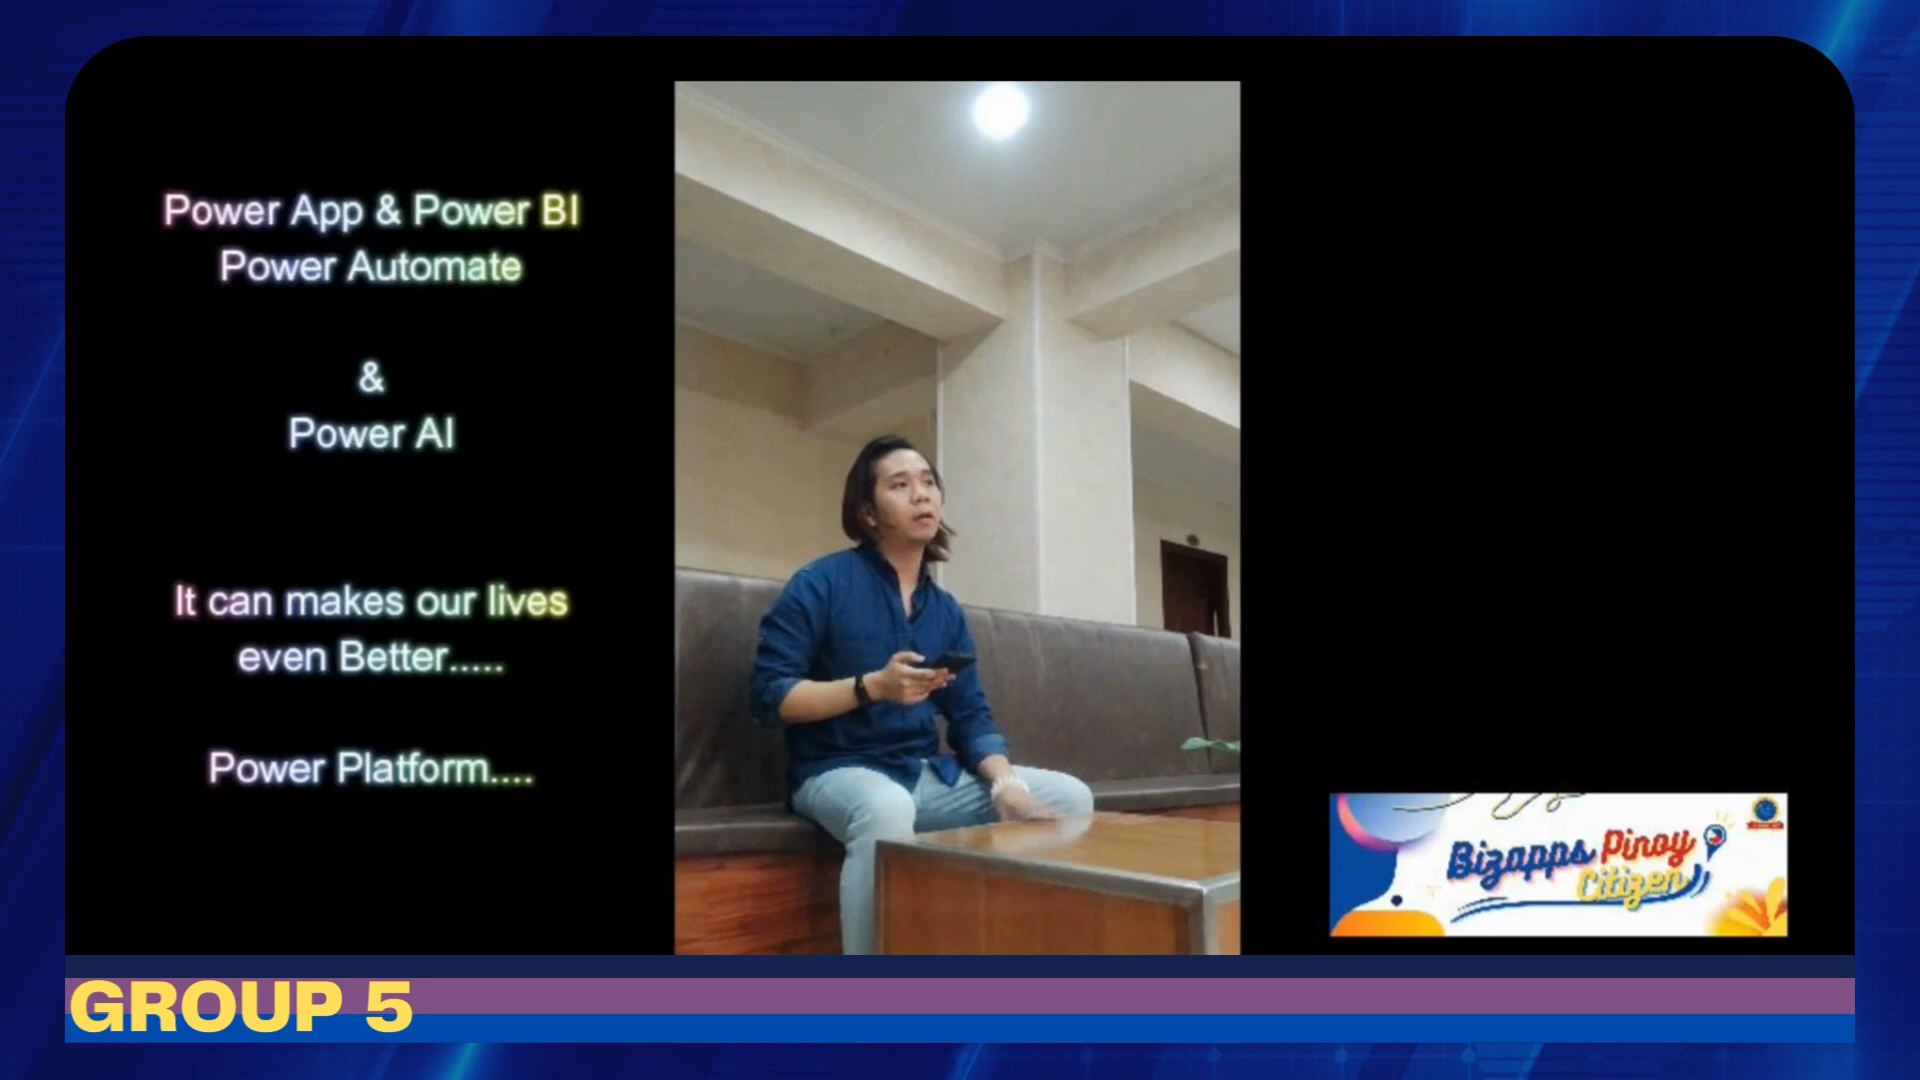 Power App & Power BI
Power Automate
&
Power AI
It can makes our lives
even Better.....
Power Platform....
Bizapps Pinoy
Citizen
GROUP 5